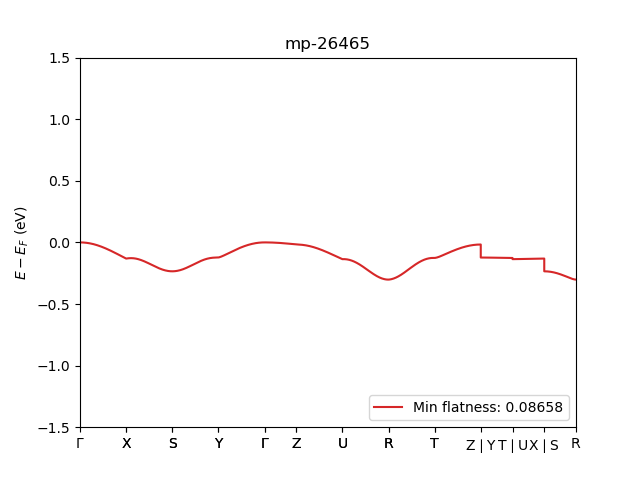 mp-26465
1.5
1.0
0.5
0.0
−0.5
−1.0
−1.5
E − E_F (eV)
Min flatness: 0.08658
Γ X S Y Γ Z U R T Z | Y T | U X | S R